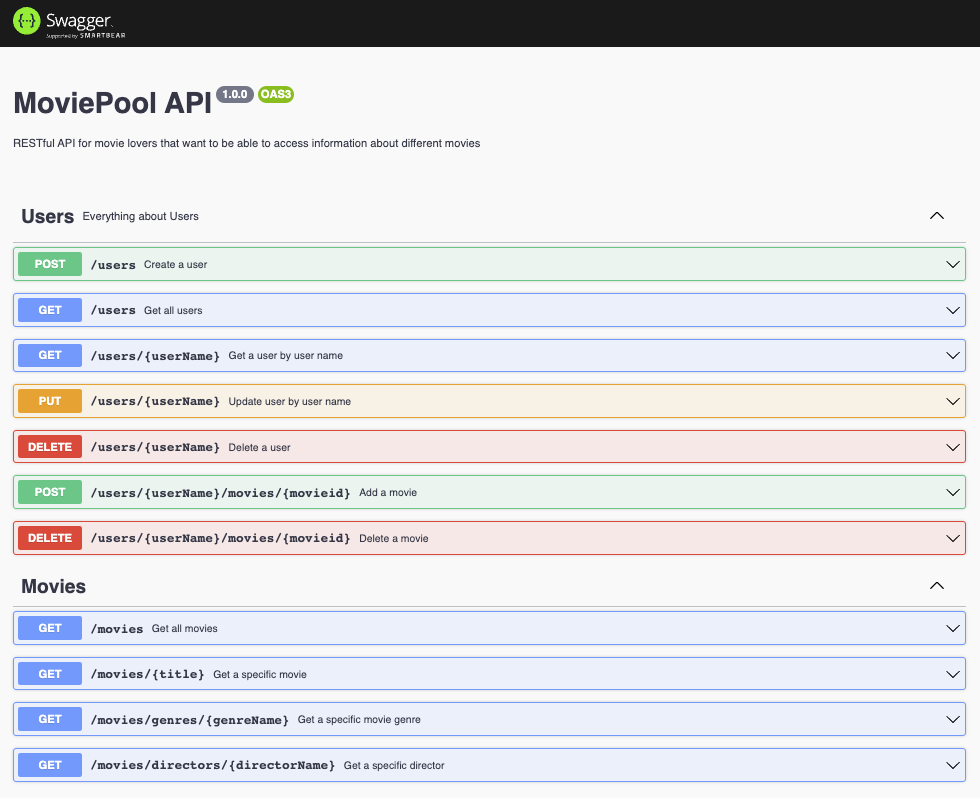 {···} Swagger.
Supported by SMARTBEAR
MoviePool API 1.0.0 OAS3
RESTful API for movie lovers that want to be able to access information about different movies
Users Everything about Users
POST /users Create a user
GET /users Get all users
GET /users/{userName} Get a user by user name
PUT /users/{userName} Update user by user name
DELETE /users/{userName} Delete a user
POST /users/{userName}/movies/{movieid} Add a movie
DELETE /users/{userName}/movies/{movieid} Delete a movie
Movies
GET /movies Get all movies
GET /movies/{title} Get a specific movie
GET /movies/genres/{genreName} Get a specific movie genre
GET /movies/directors/{directorName} Get a specific director